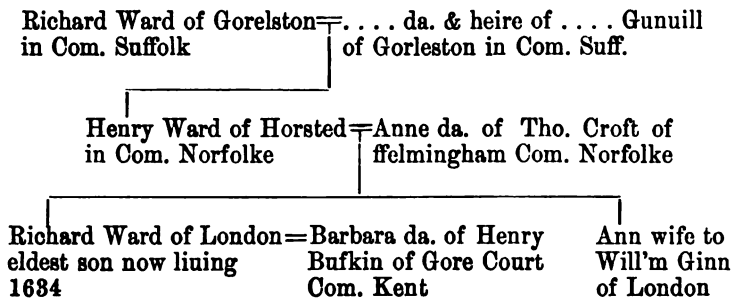 Richard Ward of Gorelston=. . . . da. & heire of . . . . Gunuill
in Com. Suffolk
of Gorleston in Com. Suff.
Henry Ward of Horsted=Anne da. of Tho. Croft of
in Com. Norfolke
ffelmingham Com. Norfolke
Richard Ward of London=Barbara da. of Henry
eldest son now liuing
Bufkin of Gore Court
1634
Com. Kent
Ann wife to
Will'm Ginn
of London